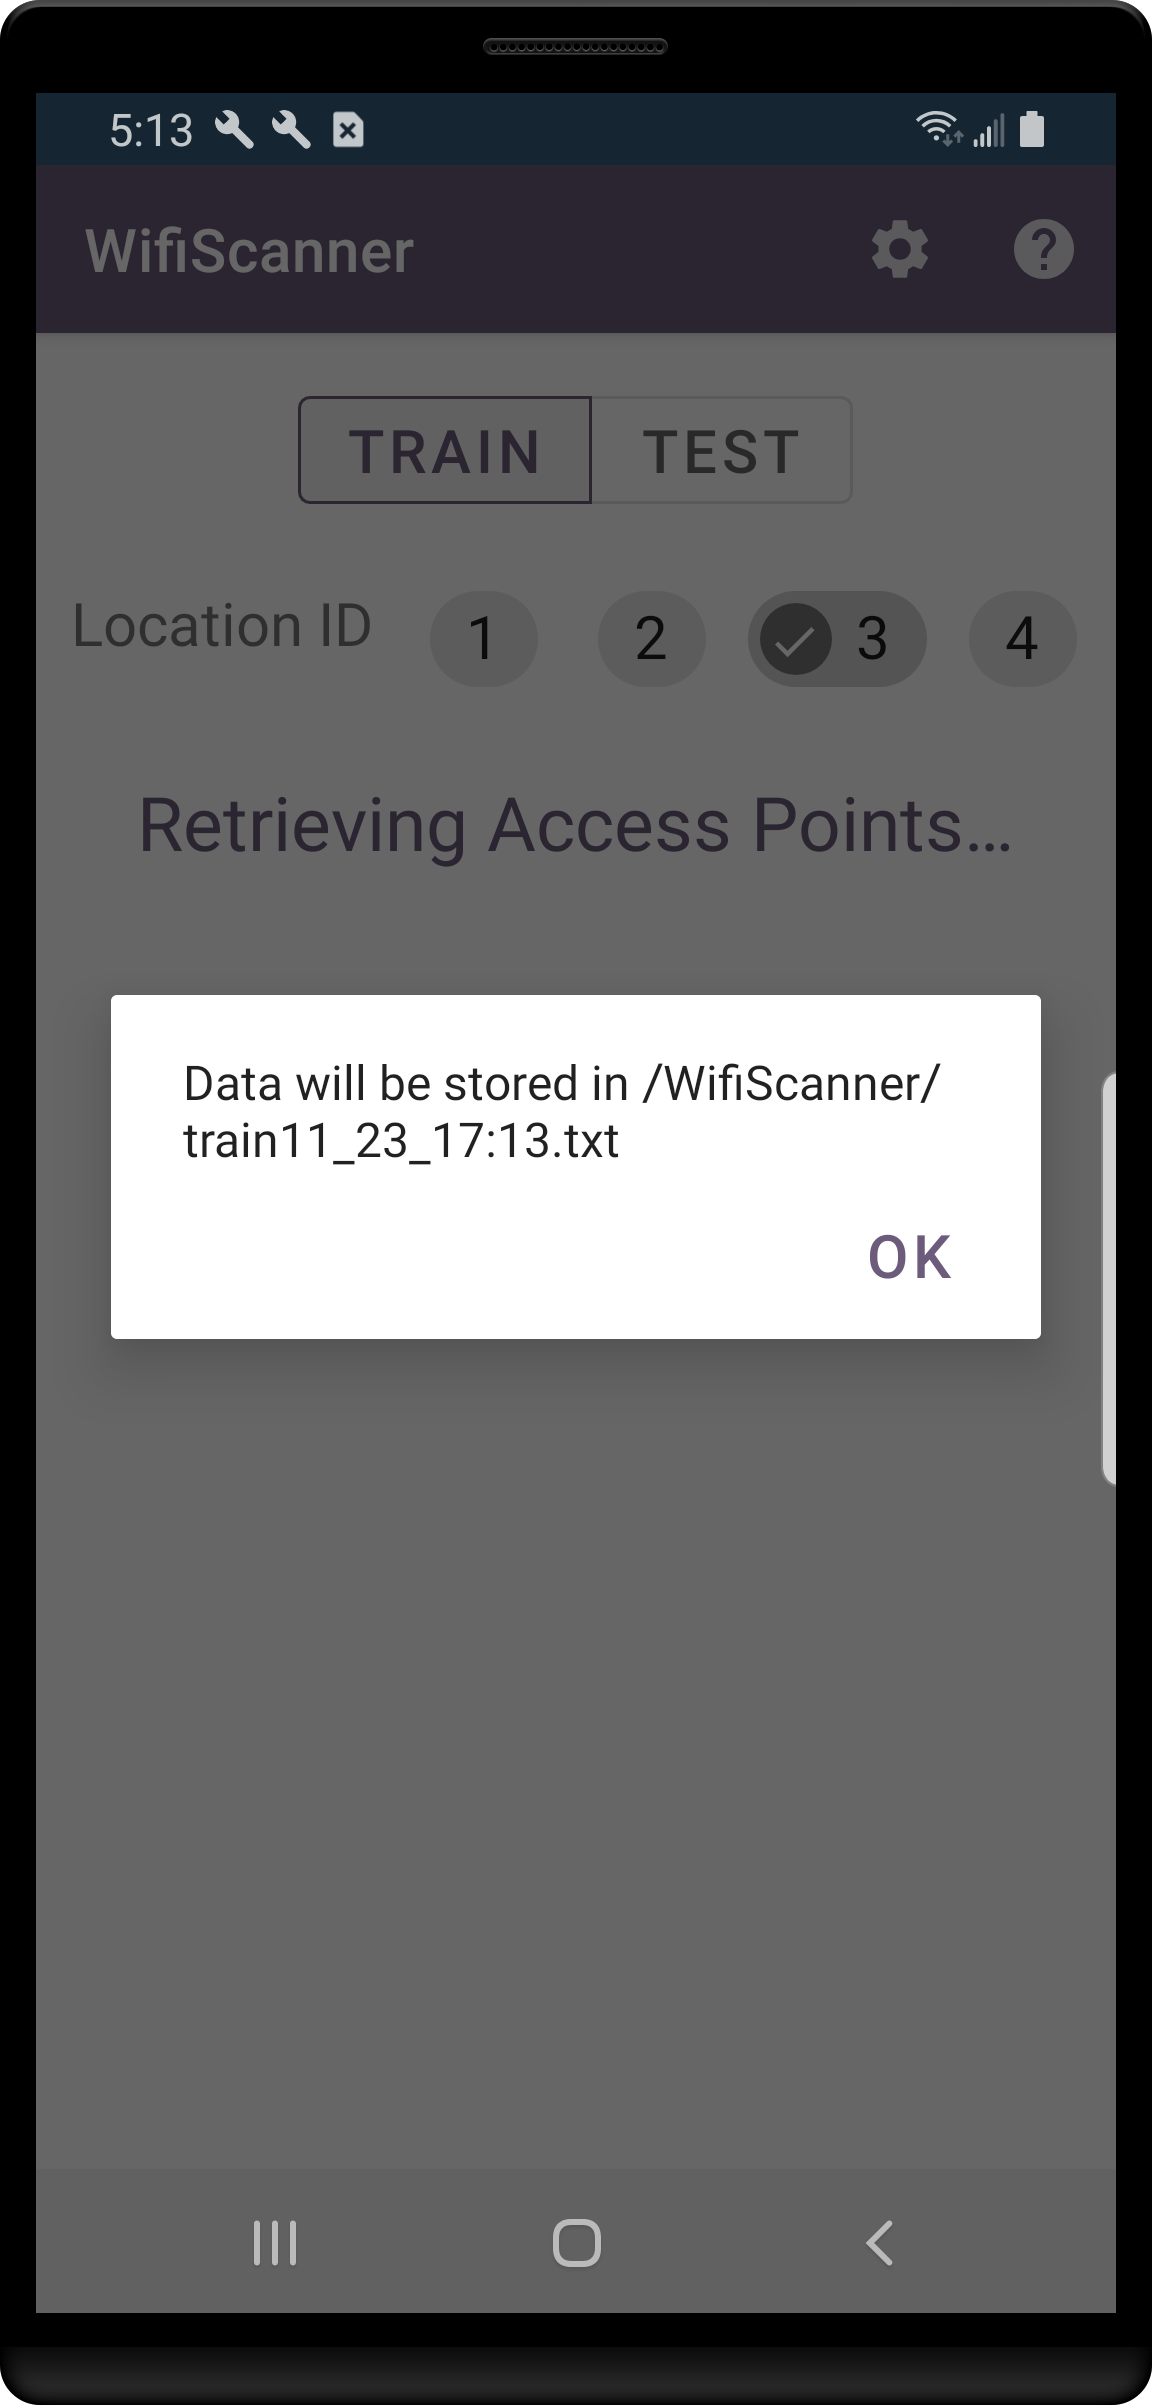 5:13
WifiScanner
TRAIN TEST
Location ID 1 2 3 4
Retrieving Access Points...
Data will be stored in /WifiScanner/
train11_23_17:13.txt
OK